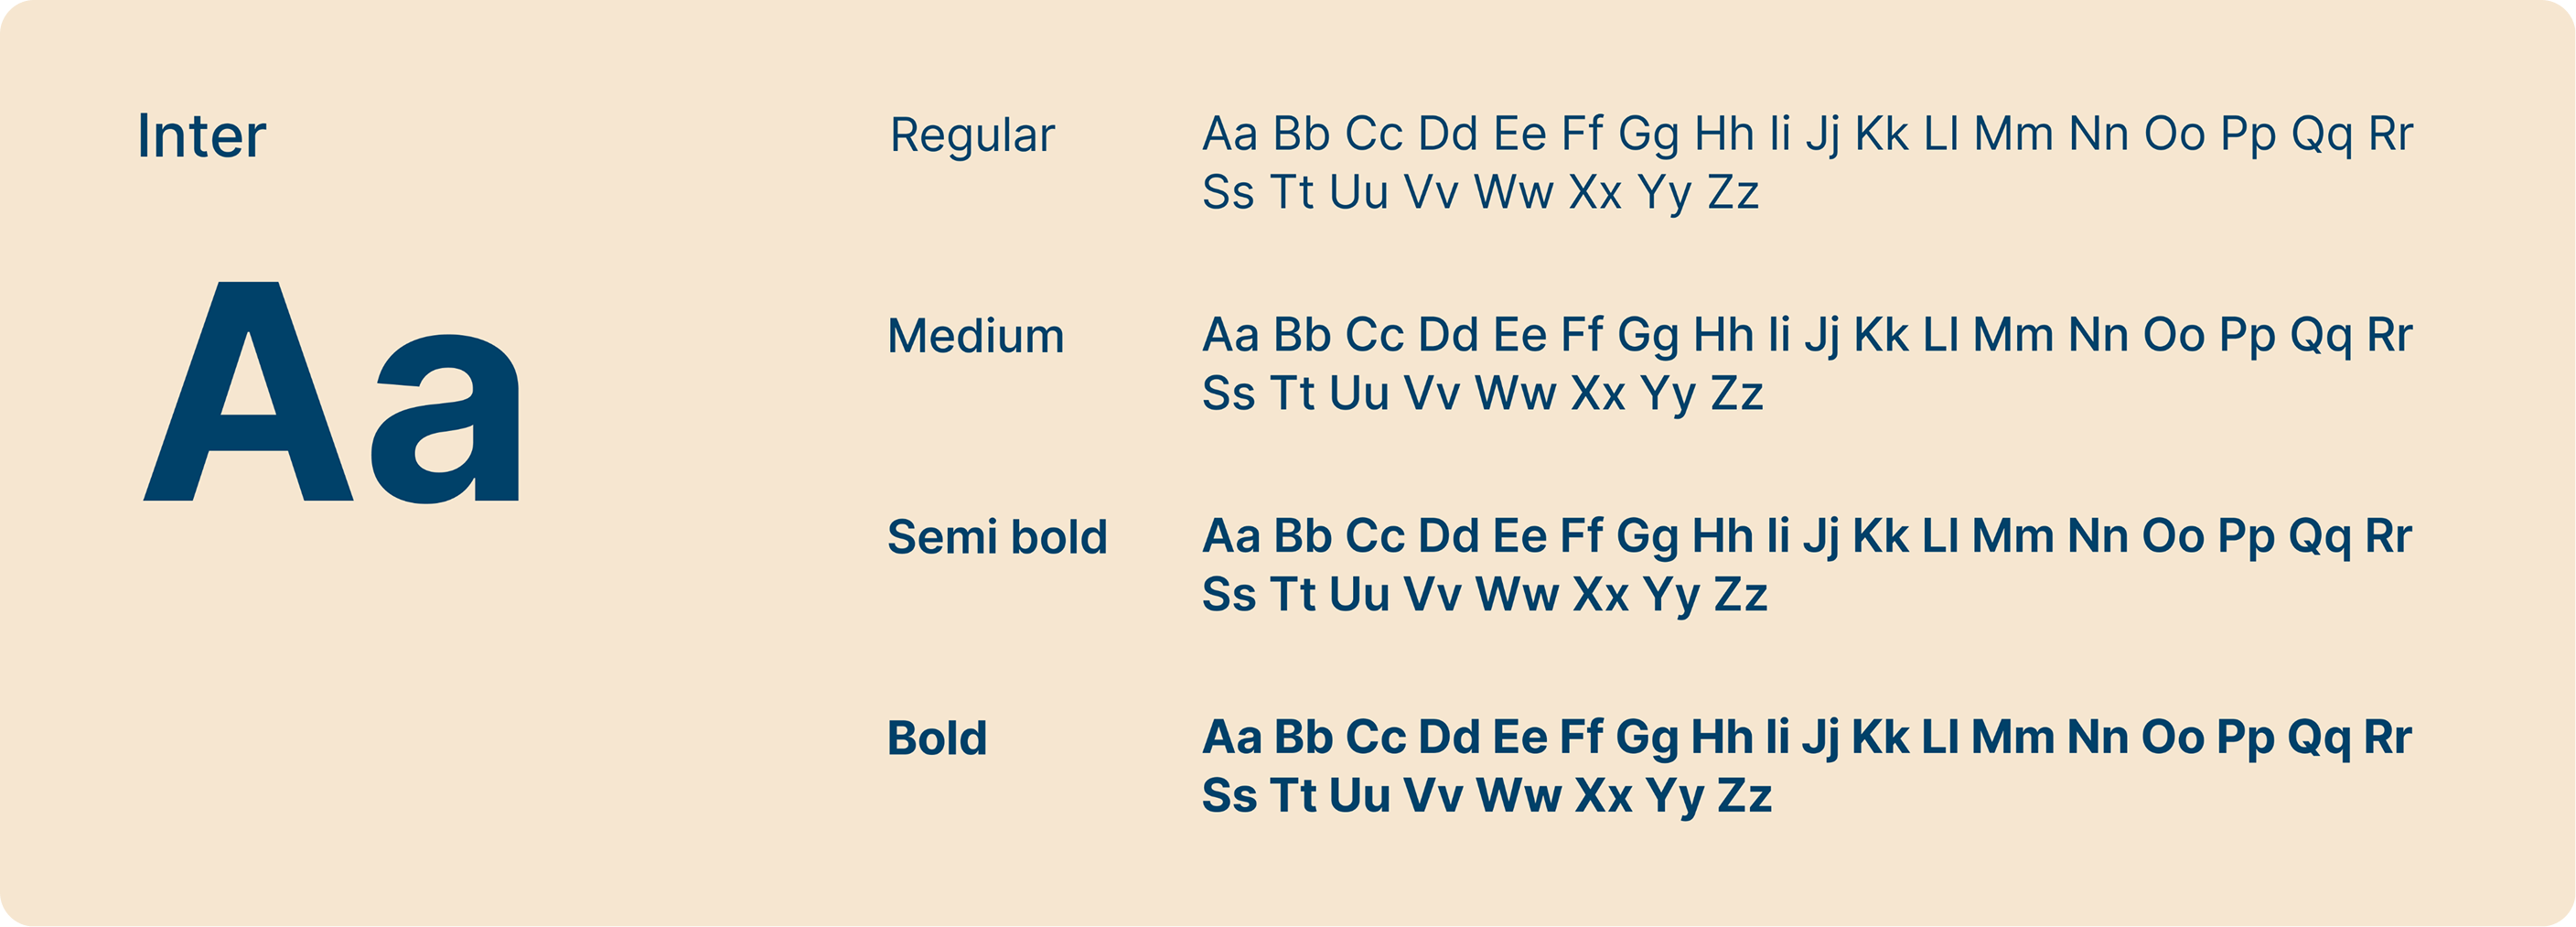 Inter
Aa
Regular
Aa Bb Cc Dd Ee Ff Gg Hh Ii Jj Kk Ll Mm Nn Oo Pp Qq Rr
Ss Tt Uu Vv Ww Xx Yy Zz
Medium
Aa Bb Cc Dd Ee Ff Gg Hh Ii Jj Kk Ll Mm Nn Oo Pp Qq Rr
Ss Tt Uu Vv Ww Xx Yy Zz
Semi bold
Aa Bb Cc Dd Ee Ff Gg Hh Ii Jj Kk Ll Mm Nn Oo Pp Qq Rr
Ss Tt Uu Vv Ww Xx Yy Zz
Bold
Aa Bb Cc Dd Ee Ff Gg Hh Ii Jj Kk Ll Mm Nn Oo Pp Qq Rr
Ss Tt Uu Vv Ww Xx Yy Zz